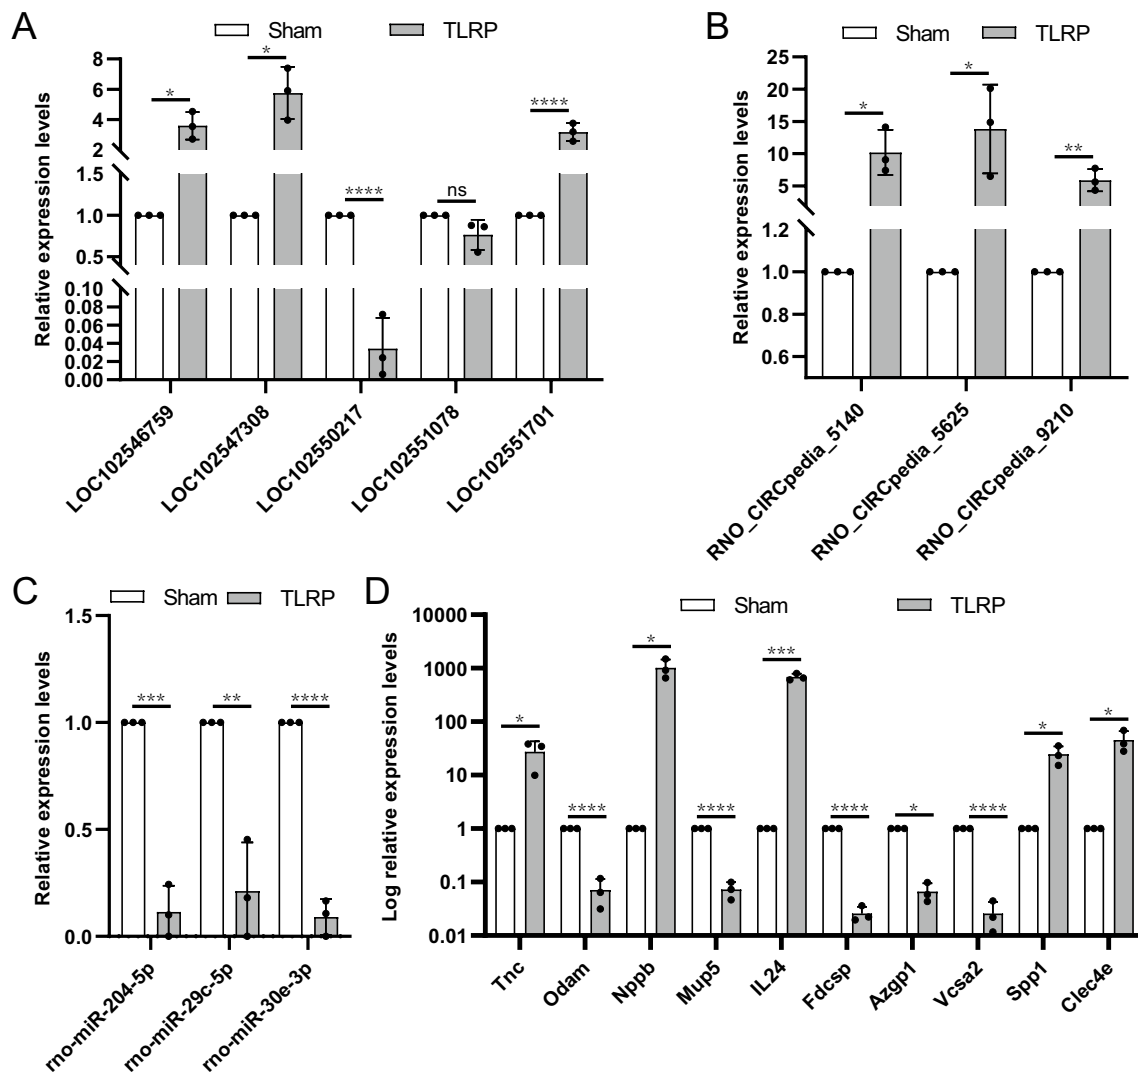 A
Sham TLRP
Relative expression levels
8
6
4
2
1.5
1.0
0.5
0.10
0.08
0.06
0.04
0.02
0.00
* * **** ns ****
LOC102546759
LOC102547308
LOC102550217
LOC102551078
LOC102551701
B
Sham TLRP
Relative expression levels
25
20
15
10
5
1.2
1.0
0.8
0.6
* * **
RNO_CIRCpedia_5140
RNO_CIRCpedia_5625
RNO_CIRCpedia_9210
C
Sham TLRP
Relative expression levels
1.5
1.0
0.5
0.0
*** ** ****
rno-miR-204-5p
rno-miR-29c-5p
rno-miR-30e-3p
D
Sham TLRP
Log relative expression levels
10000
1000
100
10
1
0.1
0.01
* **** * **** *** **** * **** * *
Tnc
Odam
Nppb
Mup5
IL24
Fdcsp
Azgp1
Vcsa2
Spp1
Clec4e